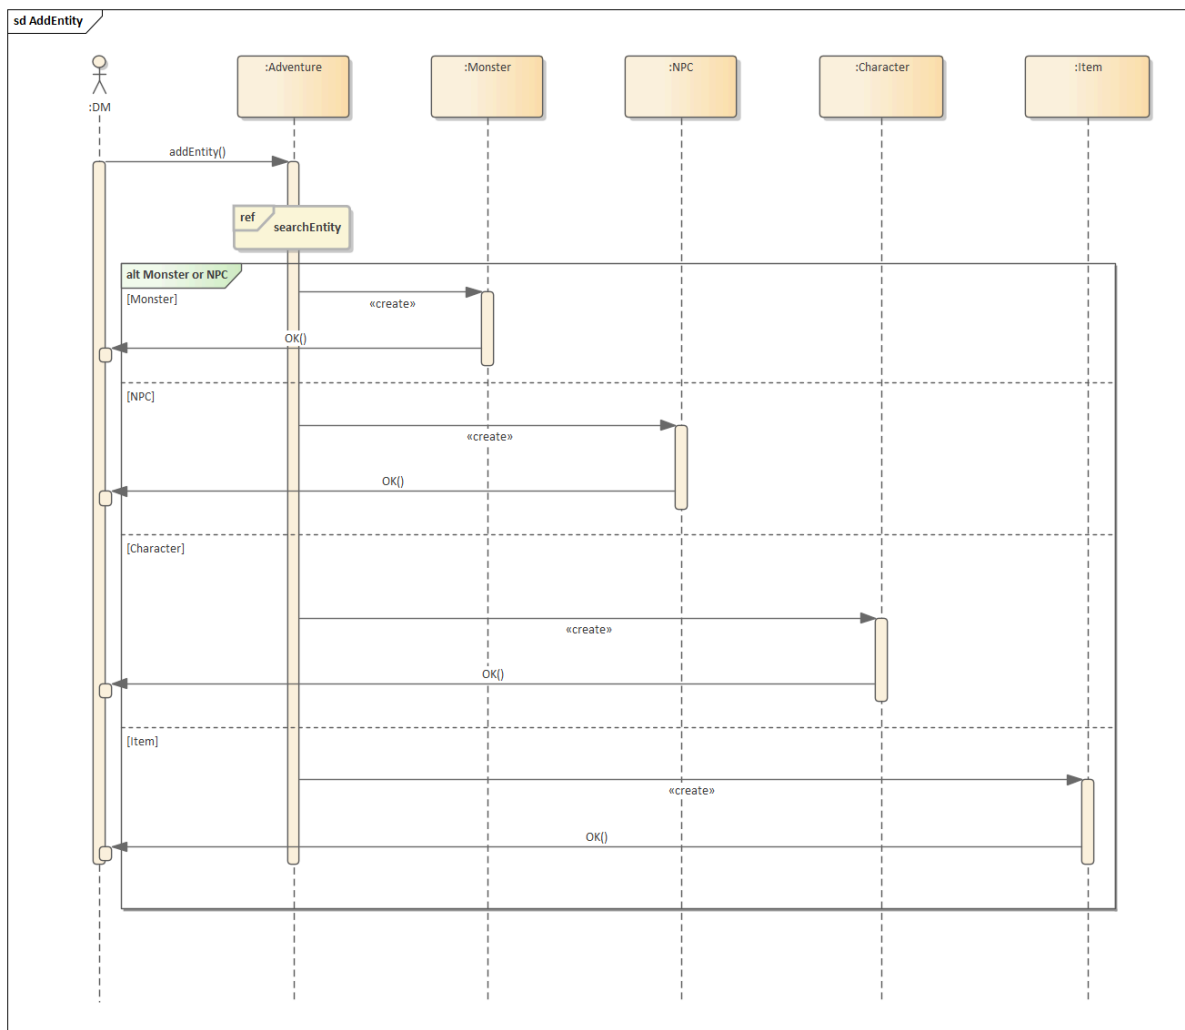 sd AddEntity
:DM
:Adventure
:Monster
:NPC
:Character
:Item
addEntity()
ref
searchEntity
alt Monster or NPC
[Monster]
«create»
OK()
[NPC]
«create»
OK()
[Character]
«create»
OK()
[Item]
«create»
OK()